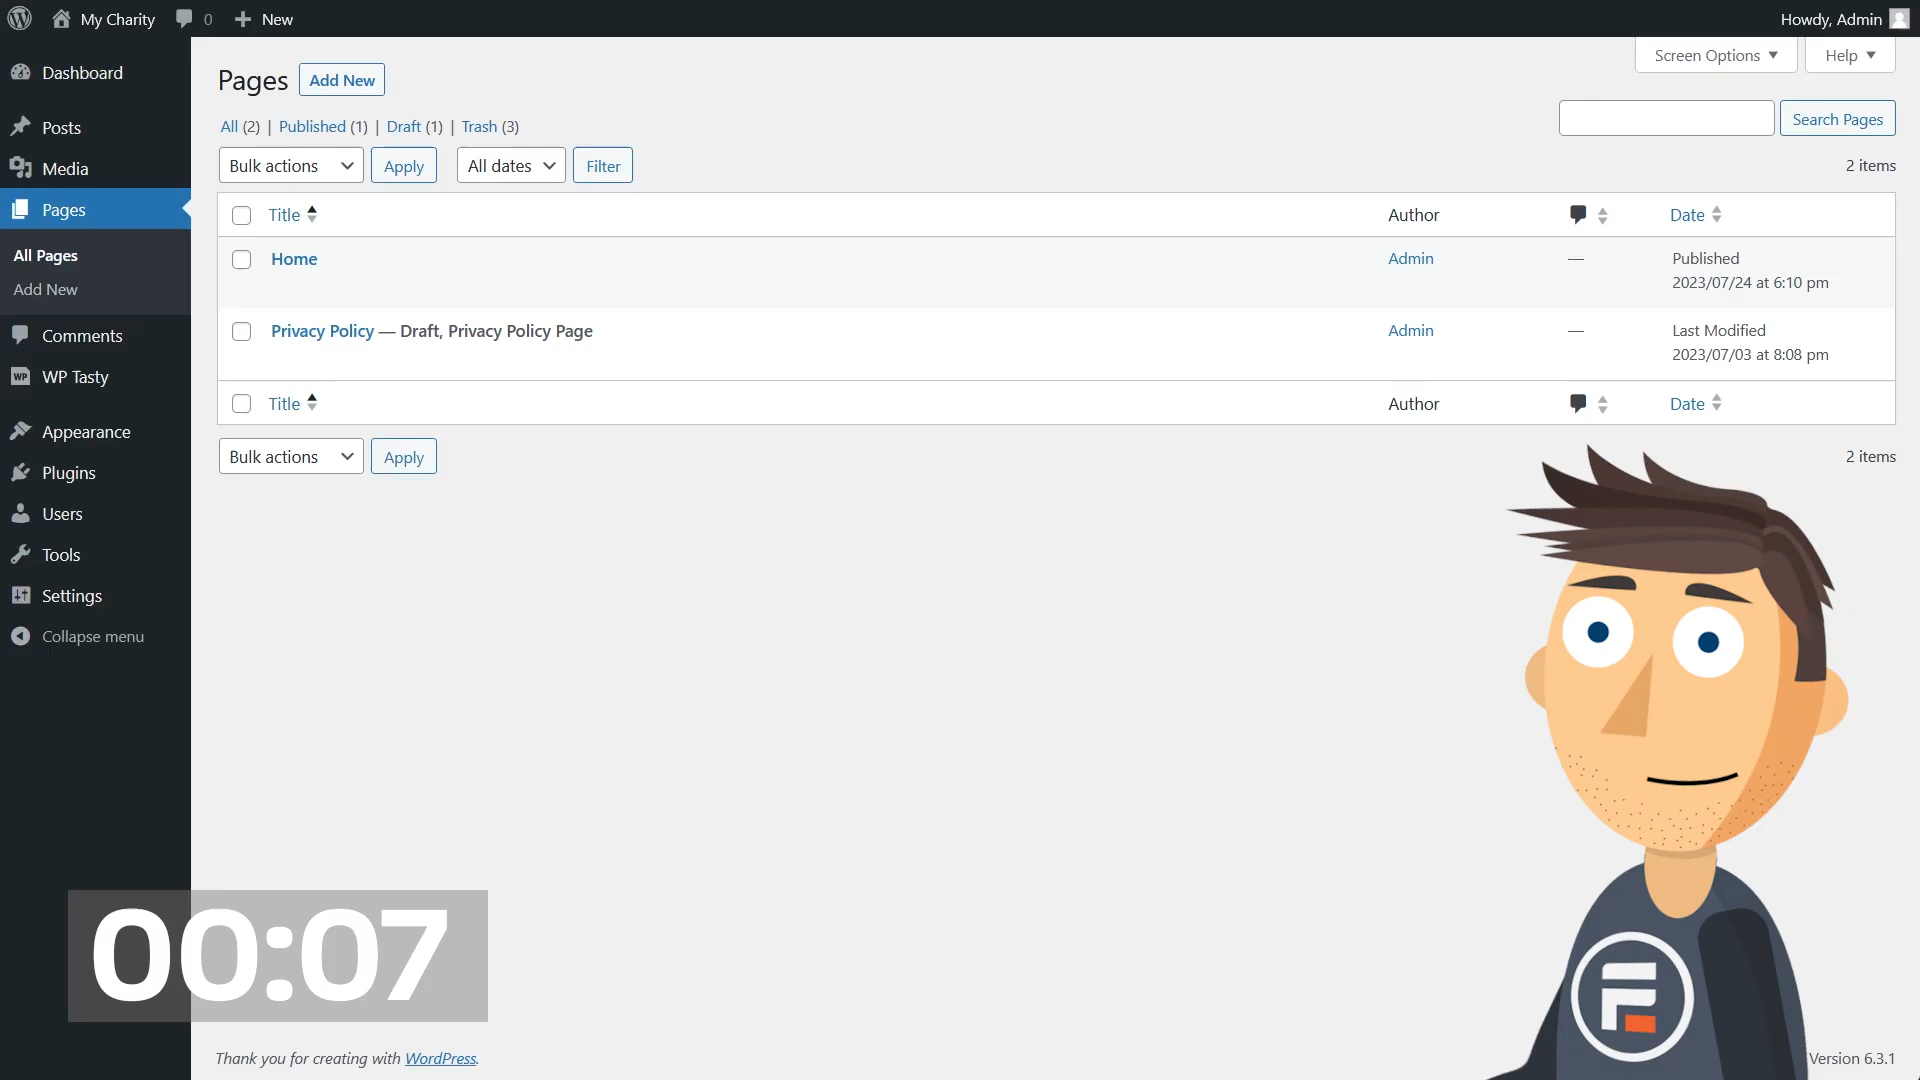 My Charity 0 New Howdy, Admin
Screen Options Help
Dashboard
Posts
Media
Pages
All Pages
Add New
Comments
WP Tasty
Appearance
Plugins
Users
Tools
Settings
Collapse menu
Pages Add New
All (2) | Published (1) | Draft (1) | Trash (3)
Search Pages
Bulk actions Apply All dates Filter 2 items
Title Author Date
Home Admin — Published
2023/07/24 at 6:10 pm
Privacy Policy — Draft, Privacy Policy Page Admin — Last Modified
2023/07/03 at 8:08 pm
Title Author Date
Bulk actions Apply 2 items
00:07
Thank you for creating with WordPress. Version 6.3.1